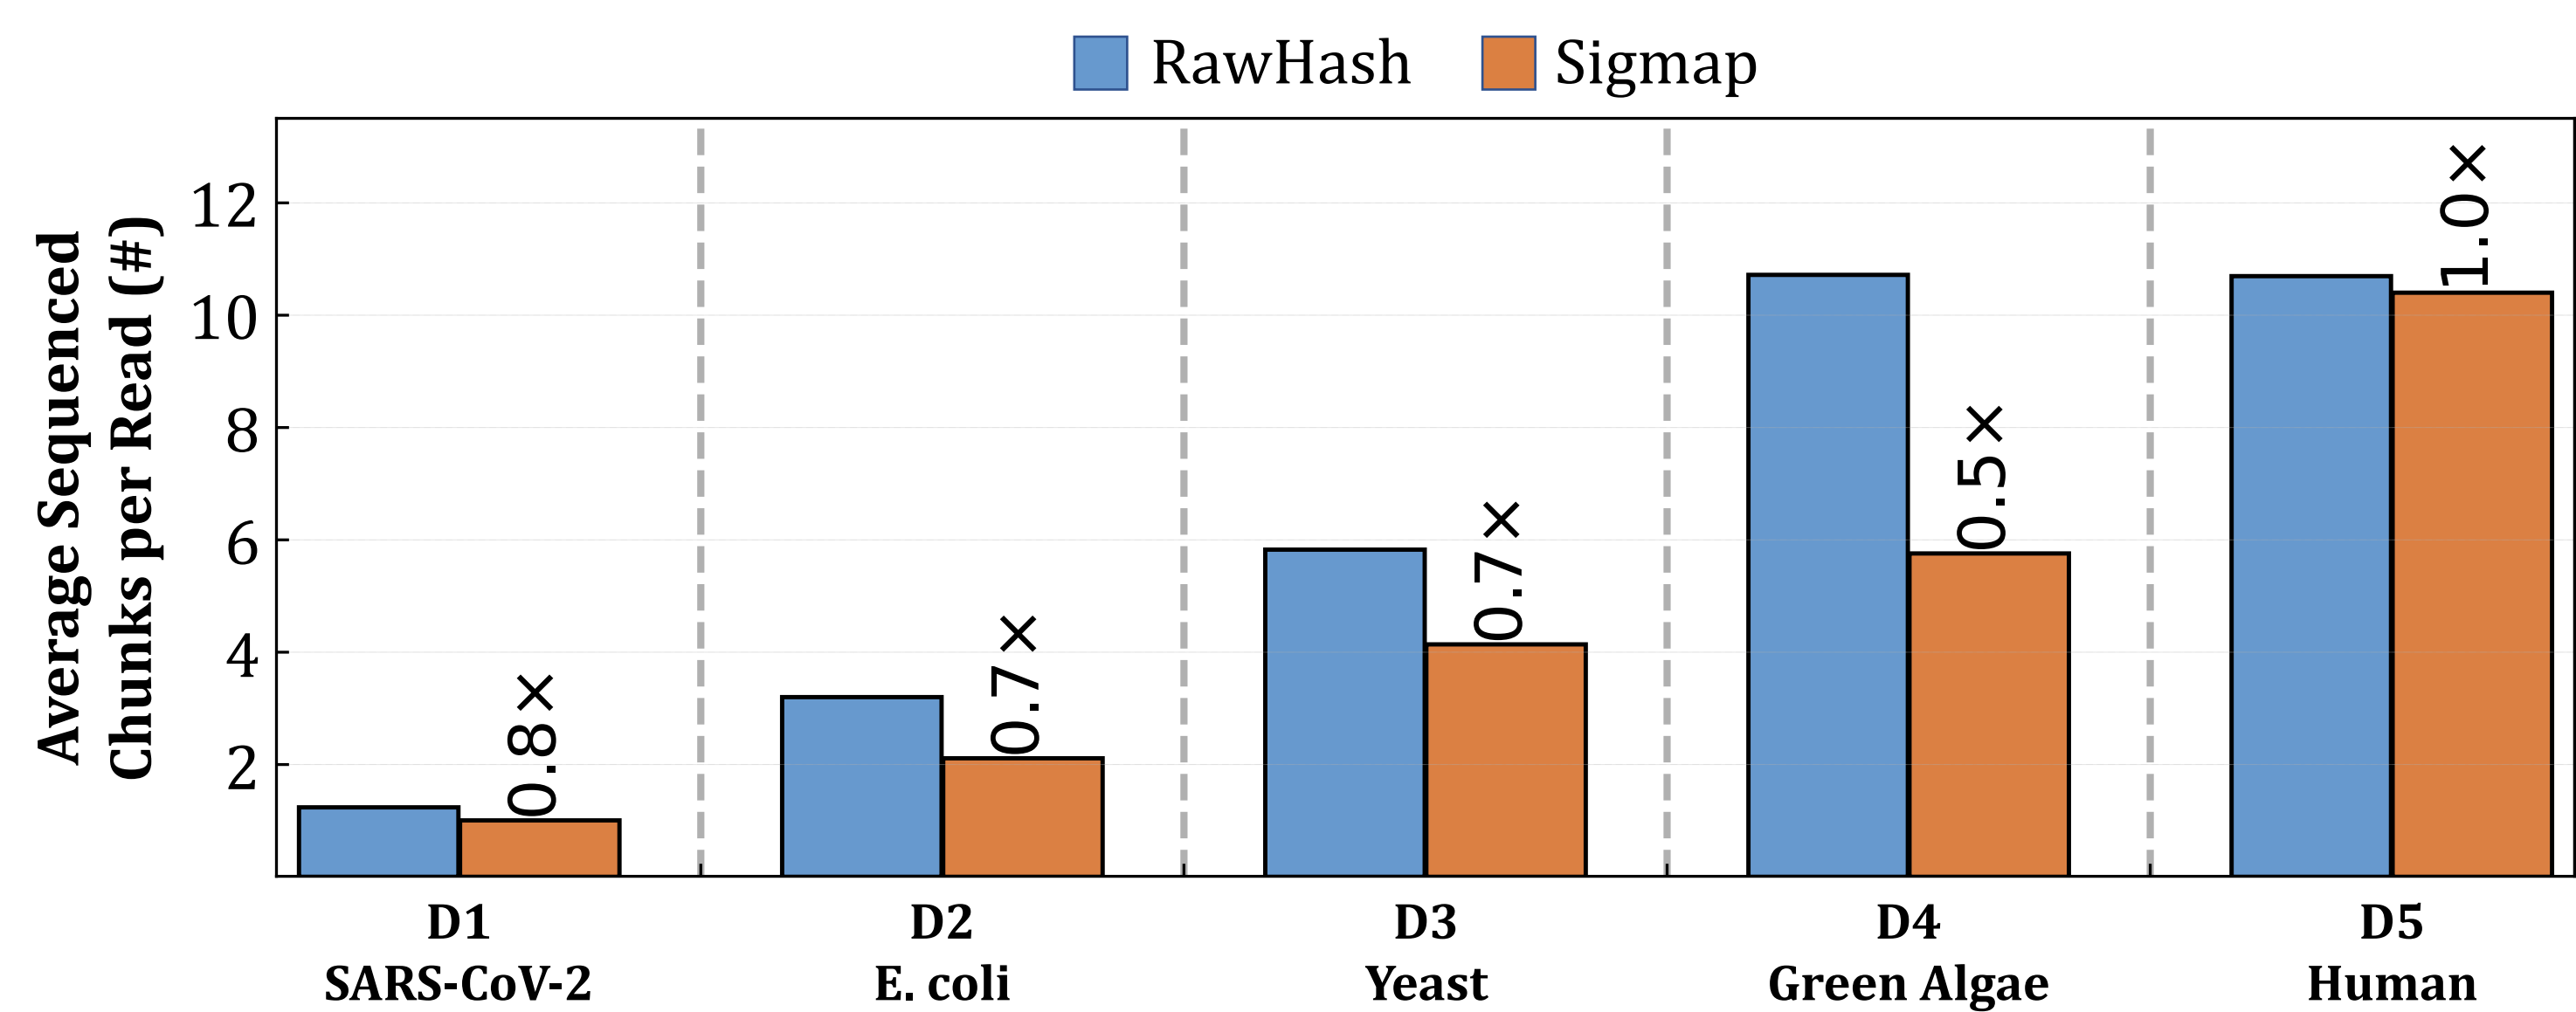 RawHash
Sigmap
Average Sequenced
Chunks per Read (#)
12
10
8
6
4
2
0.8×
0.7×
0.7×
0.5×
1.0×
D1
SARS-CoV-2
D2
E. coli
D3
Yeast
D4
Green Algae
D5
Human